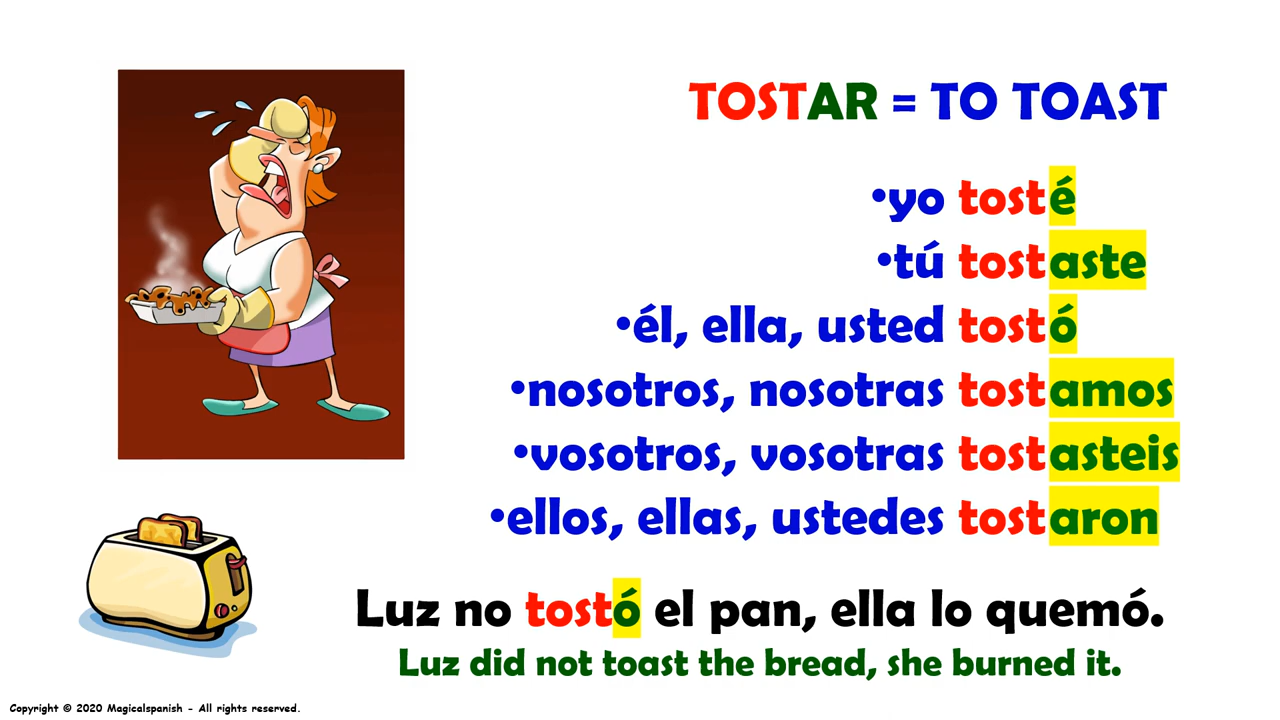 TOSTAR = TO TOAST
•yo tosté
•tú tostaste
•él, ella, usted tostó
•nosotros, nosotras tostamos
•vosotros, vosotras tostasteis
•ellos, ellas, ustedes tostaron
Luz no tostó el pan, ella lo quemó.
Luz did not toast the bread, she burned it.
Copyright © 2020 Magicalspanish - All rights reserved.